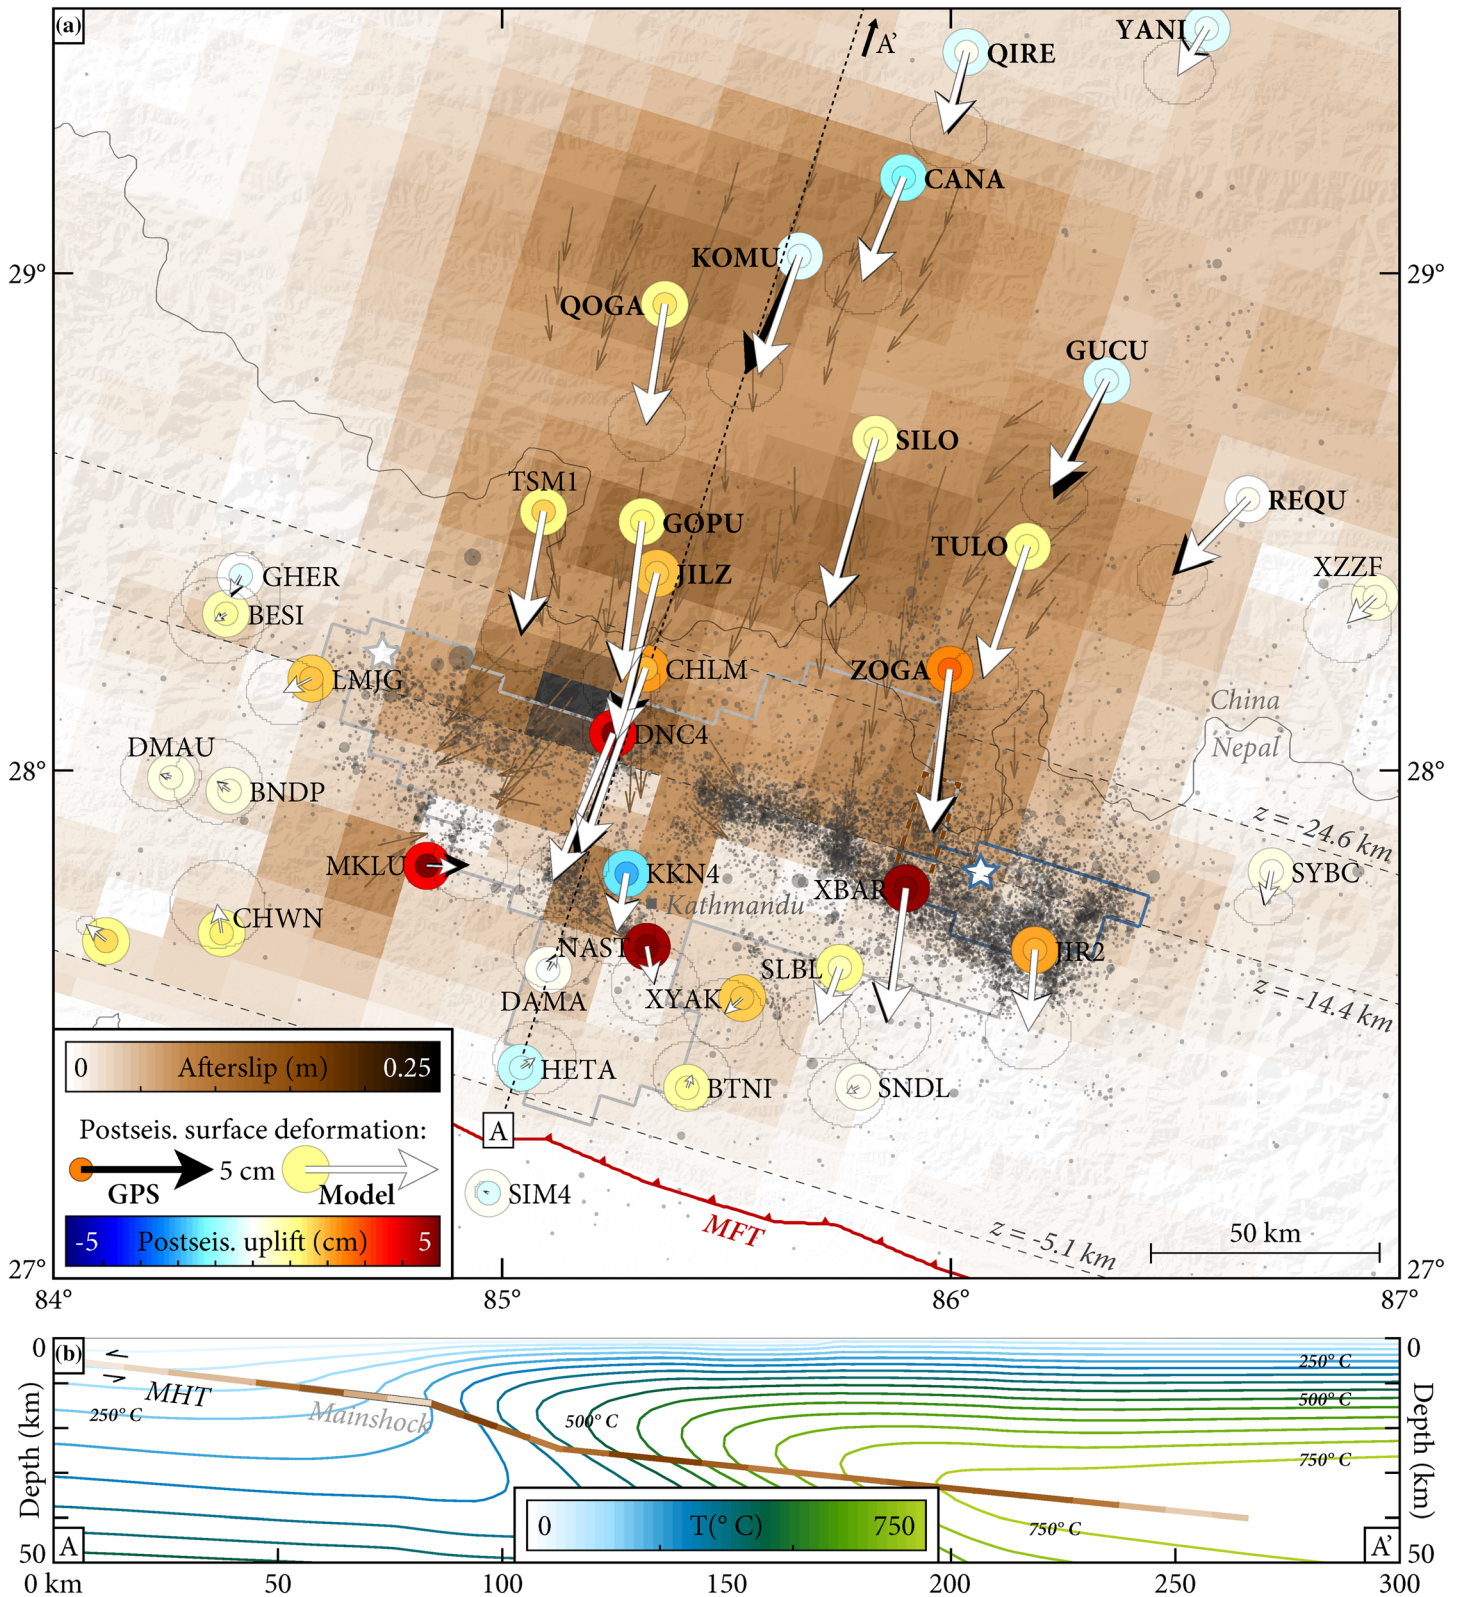 (a)
YANI
A'
QIRE
CANA
KOMU
29°
29°
QOGA
GUCU
SILO
TSM1
REQU
GOPU
TULO
JILZ
XZZF
GHER
BESI
CHLM
ZOGA
LMJG
China
DNC4
DMAU
Nepal
28°
28°
BNDP
z = -24.6 km
MKLU
KKN4
SYBC
XBAR
Kathmandu
CHWN
NAST
JIR2
SLBL
DAMA
XYAK
z = -14.4 km
HETA
BTNI
SNDL
0 Afterslip (m) 0.25
A
Postseis. surface deformation:
5 cm
GPS
Model
SIM4
MFT
z = -5.1 km
50 km
-5 Postseis. uplift (cm) 5
27°
27°
84°
85°
86°
87°
(b)
0
0
250° C
MHT
500° C
250° C
Mainshock
500° C
750° C
Depth (km)
Depth (km)
0 T(° C) 750
750° C
50
A
A'
50
0 km
50
100
150
200
250
300